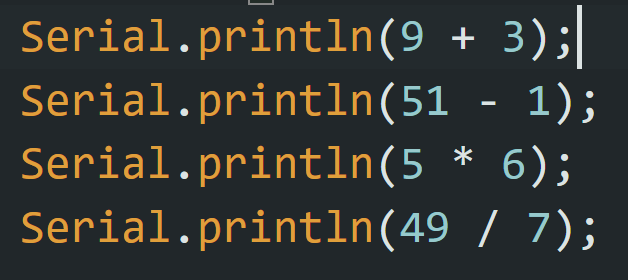 Serial.println(9 + 3);
Serial.println(51 - 1);
Serial.println(5 * 6);
Serial.println(49 / 7);